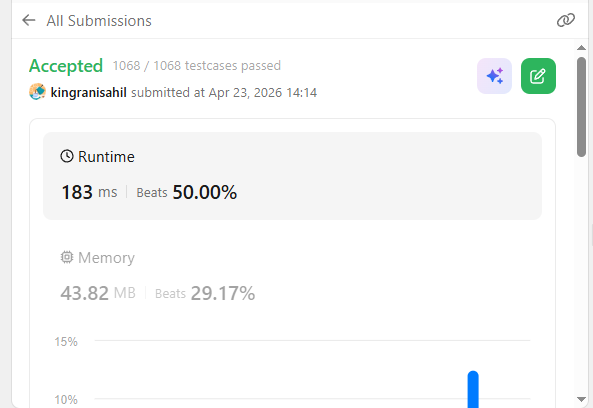 All Submissions
Accepted 1068 / 1068 testcases passed
kingranisahil submitted at Apr 23, 2026 14:14
Runtime
183 ms Beats 50.00%
Memory
43.82 MB Beats 29.17%
15%
10%